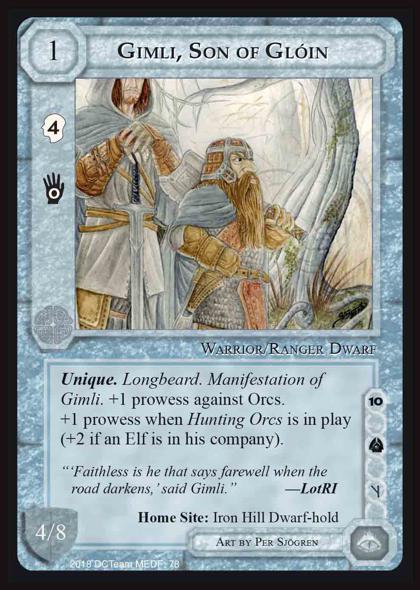 1
GIMLI, SON OF GLÓIN
4
0
WARRIOR/RANGER DWARF
Unique. Longbeard. Manifestation of
Gimli. +1 prowess against Orcs.
+1 prowess when Hunting Orcs is in play
(+2 if an Elf is in his company).
“‘Faithless is he that says farewell when the
road darkens,’ said Gimli.” —LotRI
10
Home Site: Iron Hill Dwarf-hold
4/8
ART BY PER SJÖGREN
2018 DCTeam MEDF: 78